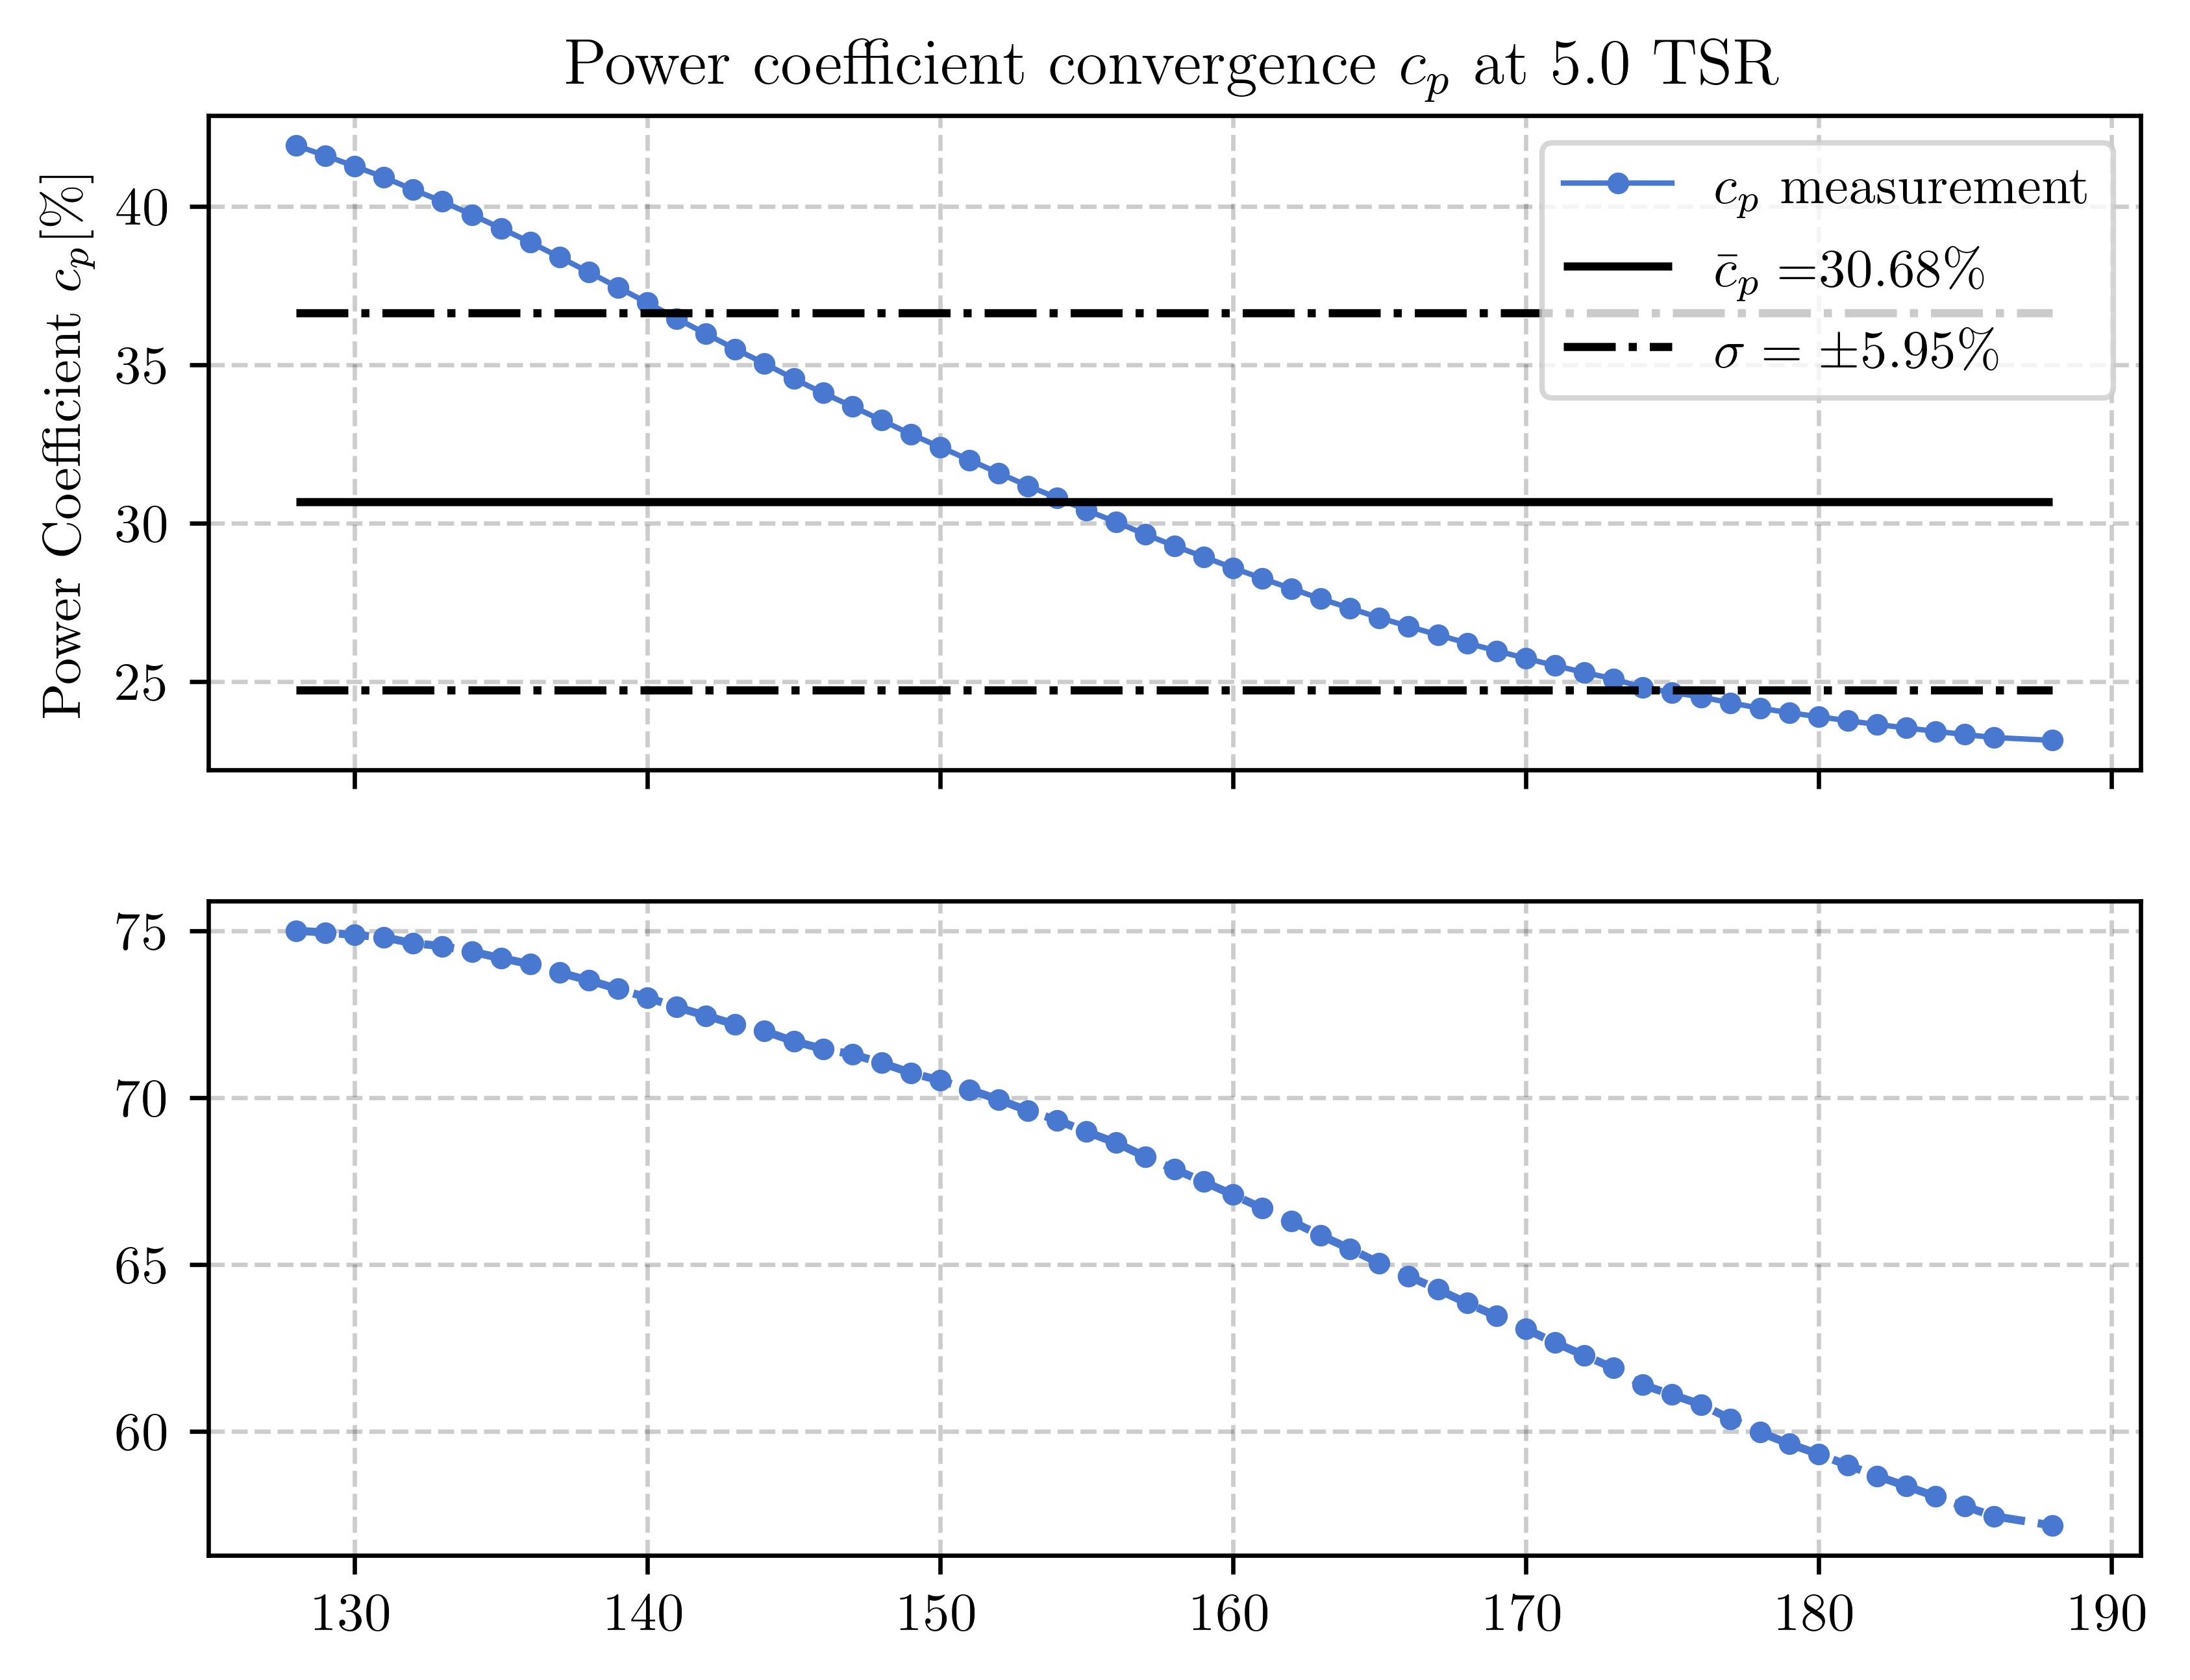 Power coefficient convergence c_p at 5.0 TSR
Power Coefficient c_p[%]
40
35
30
25
c_p measurement
c̄_p =30.68%
σ = ±5.95%
75
70
65
60
130 140 150 160 170 180 190